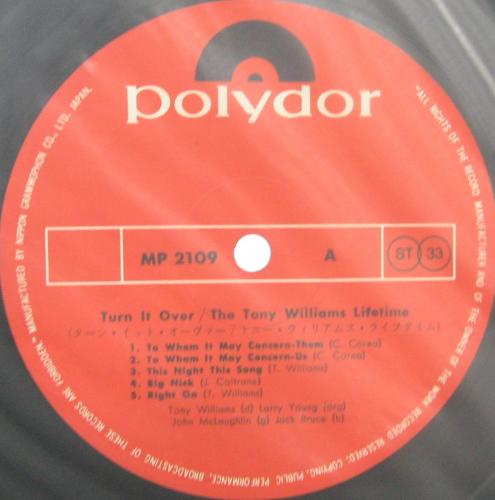 polydor
MP 2109
A
ST 33
Turn It Over / The Tony Williams Lifetime
(ターン・イット・オーヴァー/トニー・ウィリアムス・ライフタイム)
1. To Whom It May Concern-Them (C. Corea)
2. To Whom It May Concern-Us (C. Corea)
3. This Night This Song (T. Williams)
4. Big Nick (J. Coltrane)
5. Right On (T. Williams)
Tony Williams (d) Larry Young (org)
John McLaughlin (g) Jack Bruce (b)
"ALL RIGHTS OF THE RECORD MANUFACTURER AND OF THE OWNER OF THE WORK RECORDED RESERVED. COPYING, PUBLIC PERFORMANCE, BROADCASTING OF THESE RECORDS ARE FORBIDDEN" MANUFACTURED BY NIPPON GRAMMOPHON CO., LTD. JAPAN.